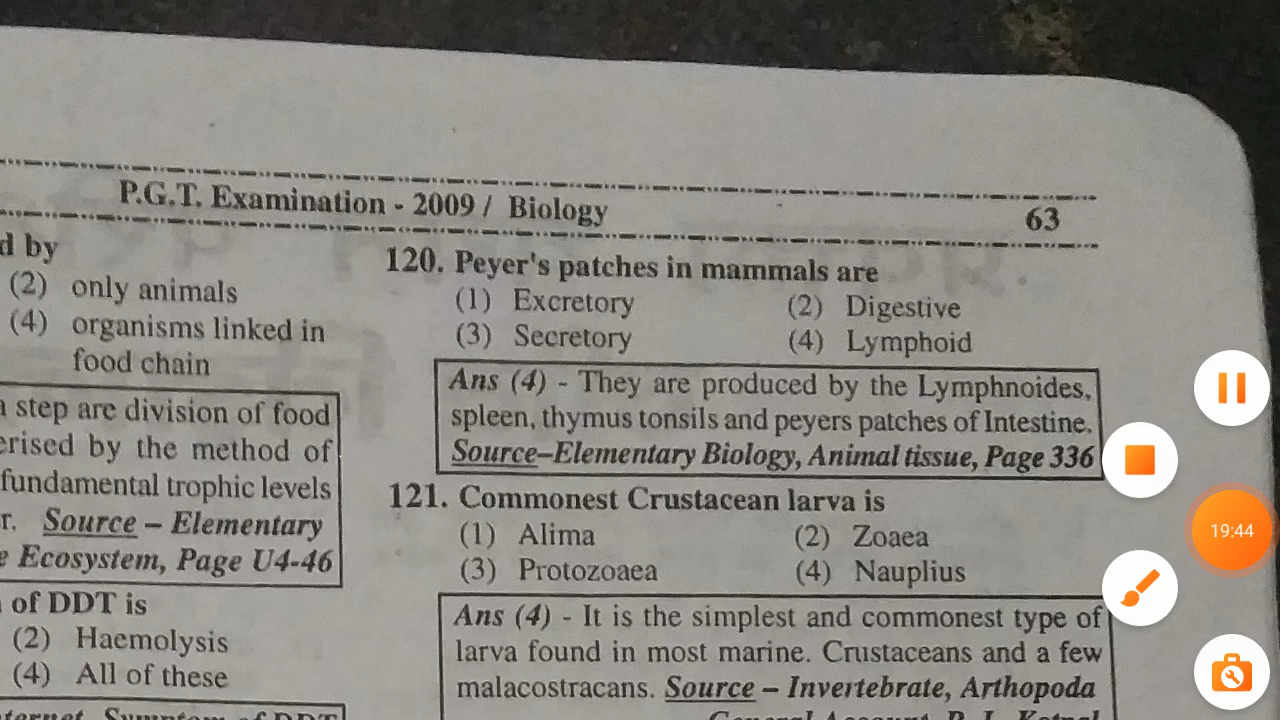 P.G.T. Examination - 2009 / Biology
63
d by
(2) only animals
(4) organisms linked in
food chain
step are division of food
erised by the method of
fundamental trophic levels
r. Source – Elementary
e Ecosystem, Page U4-46
of DDT is
(2) Haemolysis
(4) All of these
120. Peyer's patches in mammals are
(1) Excretory (2) Digestive
(3) Secretory (4) Lymphoid
Ans (4) - They are produced by the Lymphnoides,
spleen, thymus tonsils and peyers patches of Intestine.
Source–Elementary Biology, Animal tissue, Page 336
121. Commonest Crustacean larva is
(1) Alima (2) Zoaea
(3) Protozoaea (4) Nauplius
Ans (4) - It is the simplest and commonest type of
larva found in most marine. Crustaceans and a few
malacostracans. Source – Invertebrate, Arthopoda
19:44